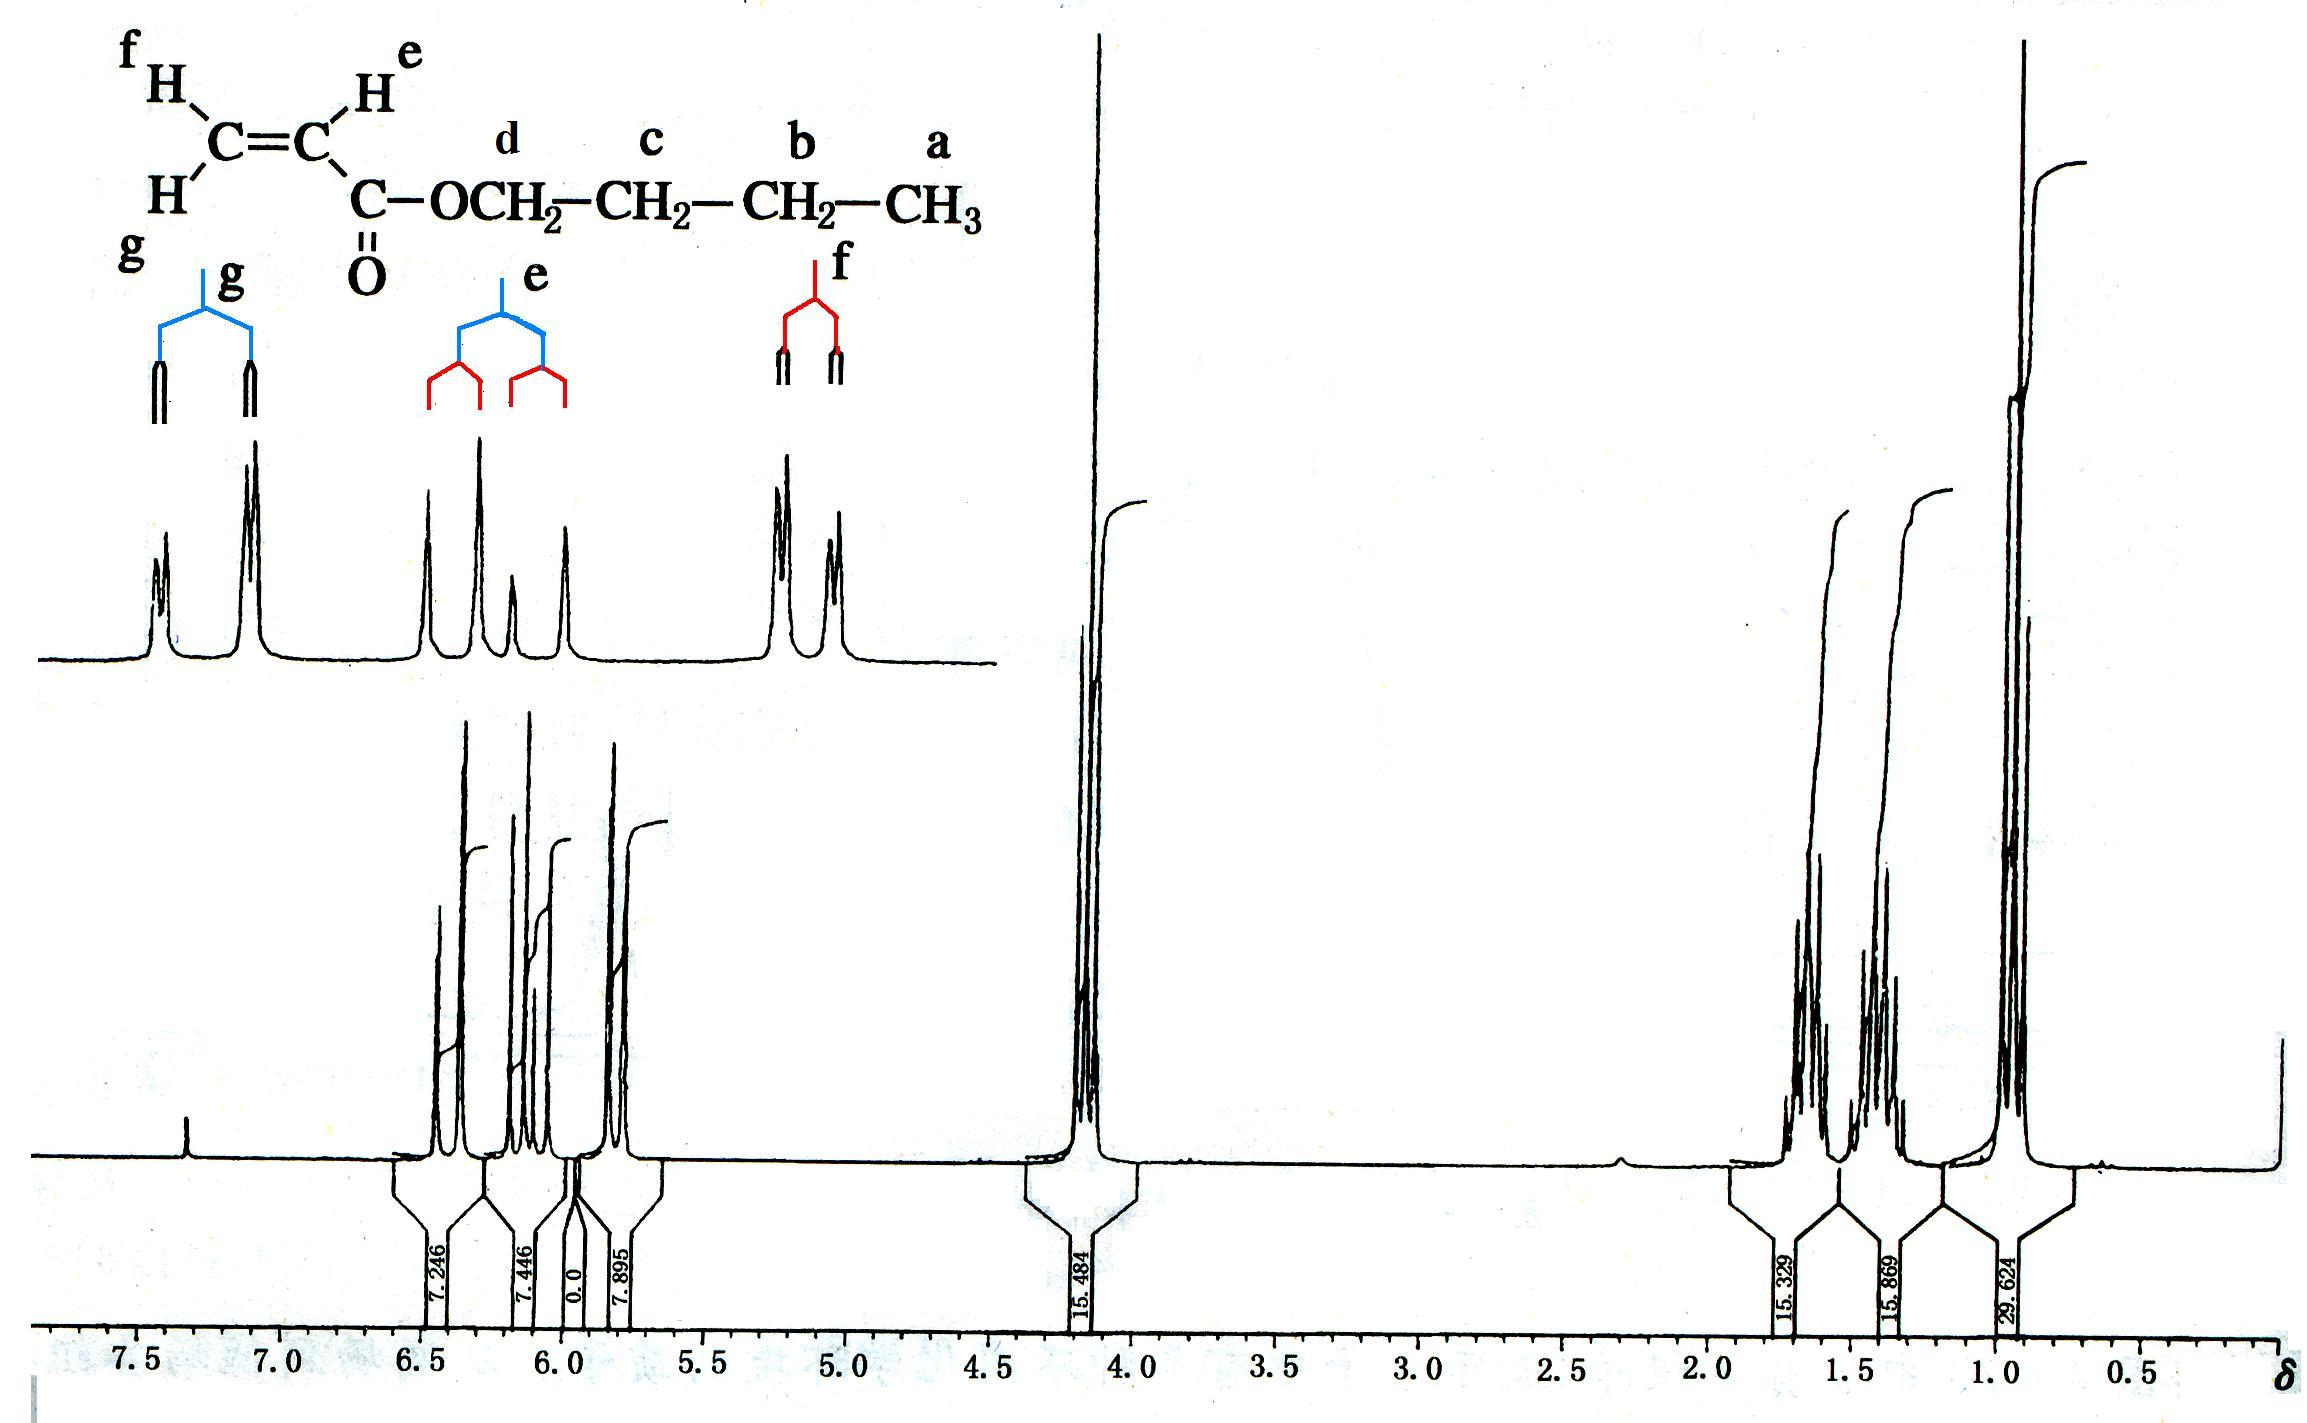 f
H
e
H
C=C
d
c
b
a
H
C—OCH₂—CH₂—CH₂—CH₃
g
O
g
e
f
7.246
7.446
0.0
7.895
15.484
15.329
15.869
29.624
7.5 7.0 6.5 6.0 5.5 5.0 4.5 4.0 3.5 3.0 2.5 2.0 1.5 1.0 0.5 δ